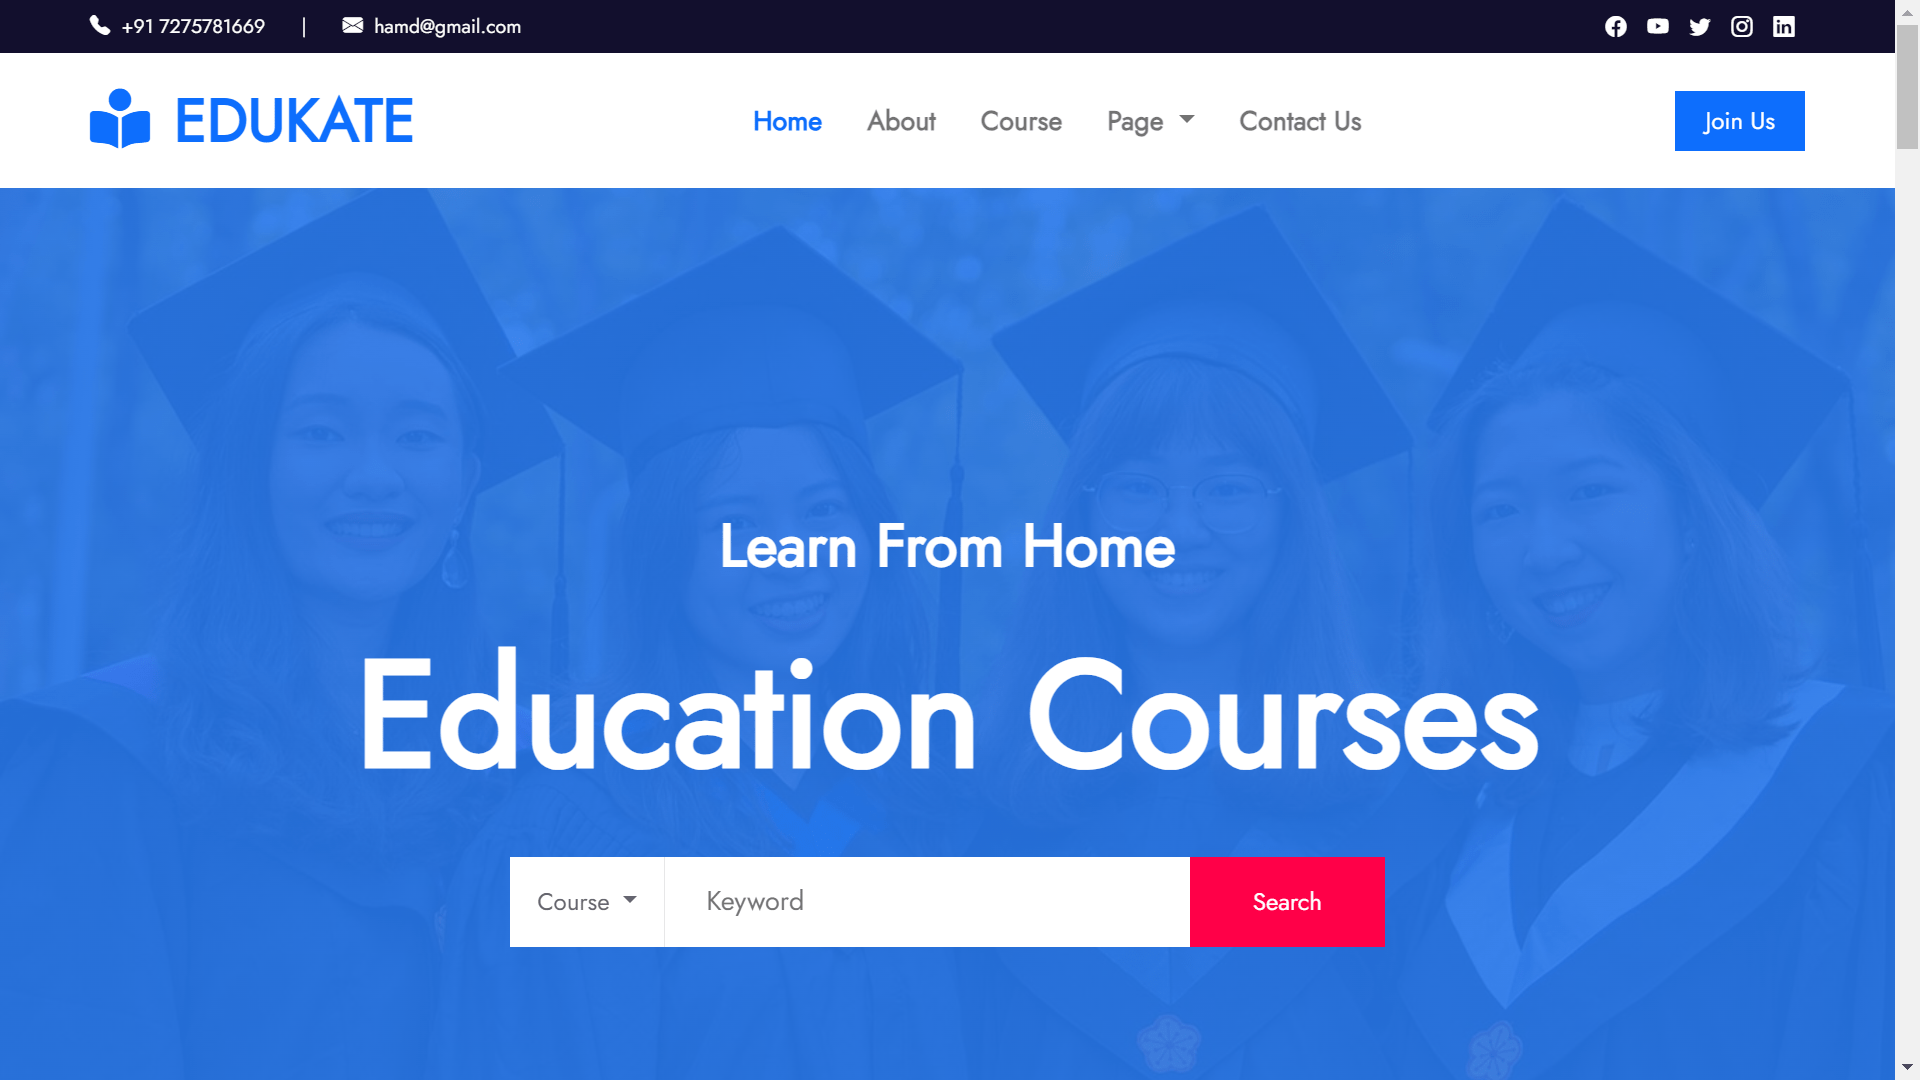 +91 7275781669 | hamd@gmail.com
EDUKATE
Home About Course Page Contact Us
Join Us
Learn From Home
Education Courses
Course Keyword Search